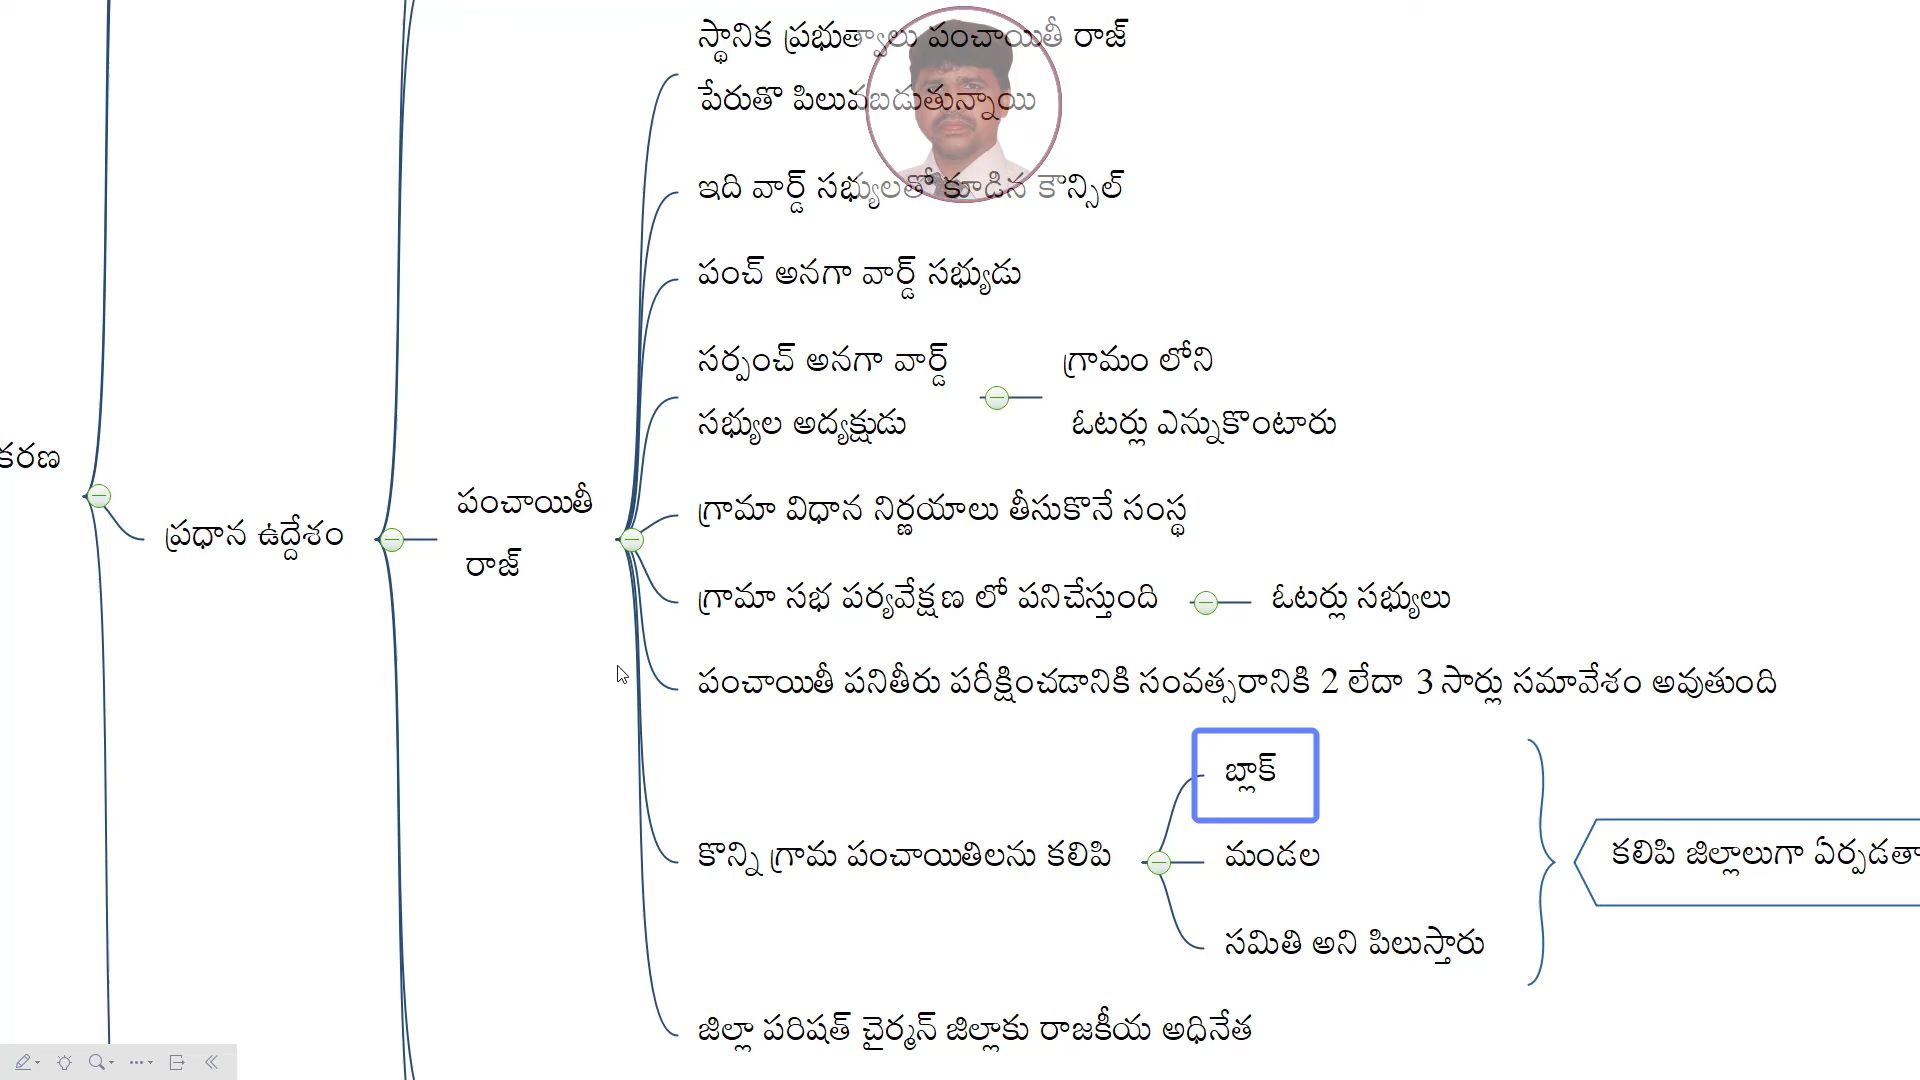 స్థానిక ప్రభుత్వాలు పంచాయితీ రాజ్
పేరుతొ పిలువబడుతున్నాయి
ఇది వార్డ్ సభ్యులతో కూడిన కౌన్సిల్
పంచ్ అనగా వార్డ్ సభ్యుడు
సర్పంచ్ అనగా వార్డ్
సభ్యుల అద్యక్షుడు
గ్రామం లోని
ఓటర్లు ఎన్నుకొంటారు
కరణ
ప్రధాన ఉద్దేశం
పంచాయితీ
రాజ్
గ్రామా విధాన నిర్ణయాలు తీసుకొనే సంస్థ
గ్రామా సభ పర్యవేక్షణ లో పనిచేస్తుంది
ఓటర్లు సభ్యులు
పంచాయితీ పనితీరు పరీక్షించడానికి సంవత్సరానికి 2 లేదా 3 సార్లు సమావేశం అవుతుంది
కొన్ని గ్రామ పంచాయితిలను కలిపి
బ్లాక్
మండల
సమితి అని పిలుస్తారు
కలిపి జిల్లాలుగా ఏర్పడతా
జిల్లా పరిషత్ చైర్మన్ జిల్లాకు రాజకీయ అధినేత